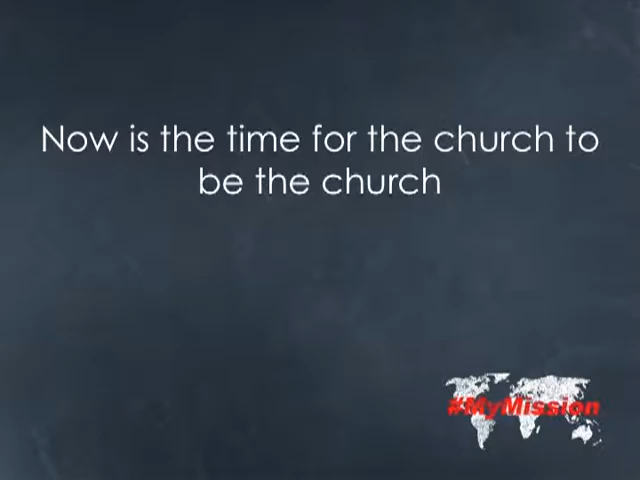 Now is the time for the church to
be the church
#MyMission